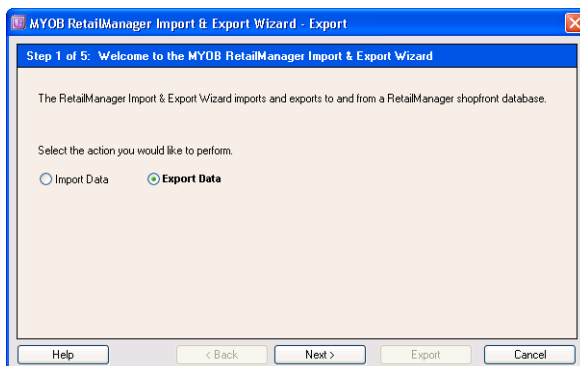 MYOB RetailManager Import & Export Wizard - Export
Step 1 of 5: Welcome to the MYOB RetailManager Import & Export Wizard
The RetailManager Import & Export Wizard imports and exports to and from a RetailManager shopfront database.
Select the action you would like to perform.
Import Data Export Data
Help < Back Next > Export Cancel